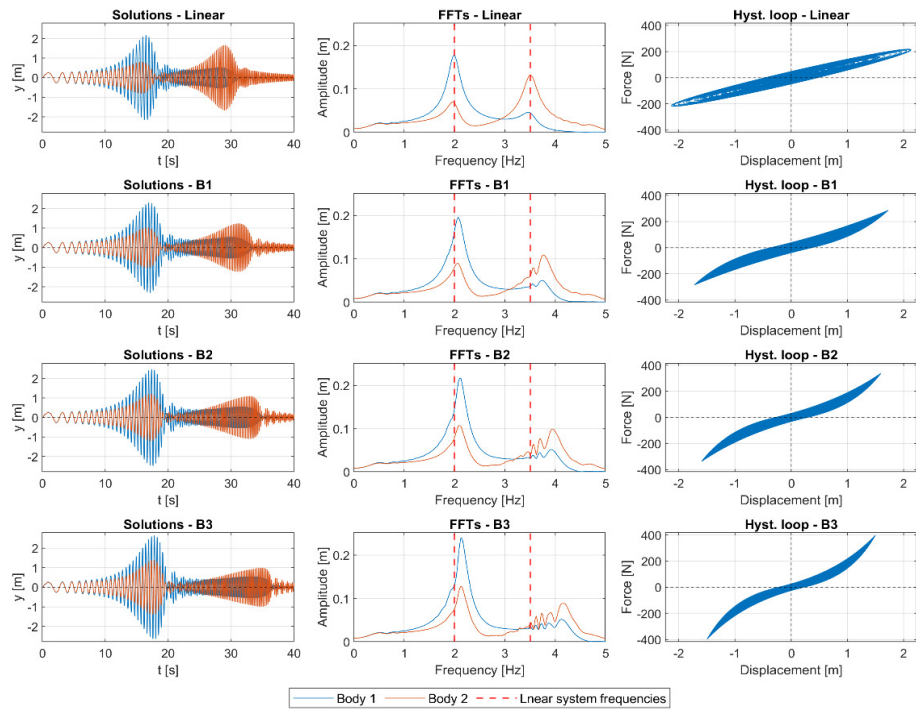 Solutions - Linear
FFTs - Linear
Hyst. loop - Linear
y [m]
2
0
-2
0 10 20 30 40
t [s]
Amplitude [m]
0.2
0.1
0
0 1 2 3 4 5
Frequency [Hz]
Force [N]
400
200
0
-200
-400
-2 -1 0 1 2
Displacement [m]
Solutions - B1
FFTs - B1
Hyst. loop - B1
y [m]
2
0
-2
0 10 20 30 40
t [s]
Amplitude [m]
0.2
0.1
0
0 1 2 3 4 5
Frequency [Hz]
Force [N]
400
200
0
-200
-400
-2 -1 0 1 2
Displacement [m]
Solutions - B2
FFTs - B2
Hyst. loop - B2
y [m]
2
0
-2
0 10 20 30 40
t [s]
Amplitude [m]
0.2
0.1
0
0 1 2 3 4 5
Frequency [Hz]
Force [N]
400
200
0
-200
-400
-2 -1 0 1 2
Displacement [m]
Solutions - B3
FFTs - B3
Hyst. loop - B3
y [m]
2
0
-2
0 10 20 30 40
t [s]
Amplitude [m]
0.2
0.1
0
0 1 2 3 4 5
Frequency [Hz]
Force [N]
400
200
0
-200
-400
-2 -1 0 1 2
Displacement [m]
Body 1 Body 2 Lnear system frequencies